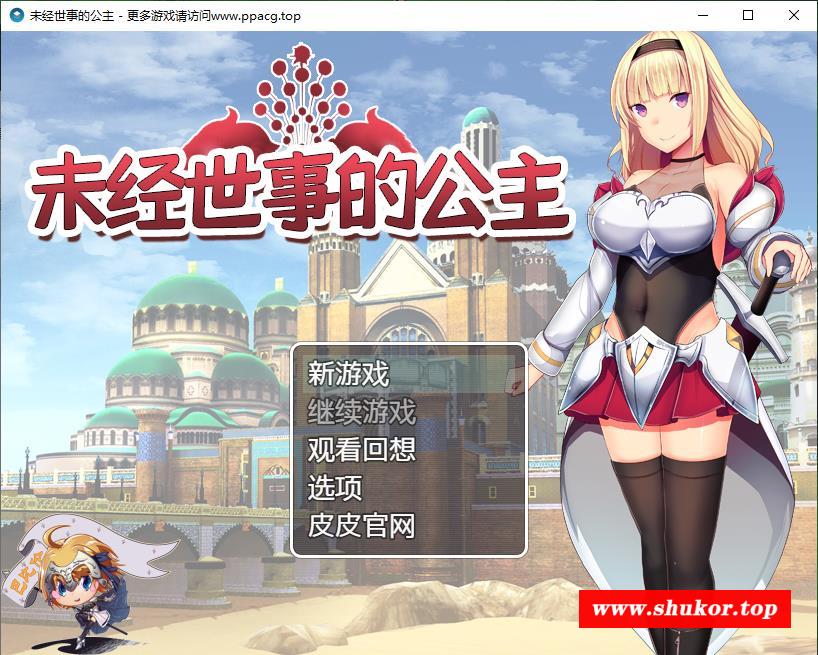 未经世事的公主 - 更多游戏请访问www.ppacg.top
未经世事的公主
新游戏
继续游戏
观看回想
选项
皮皮官网
www.shukor.top